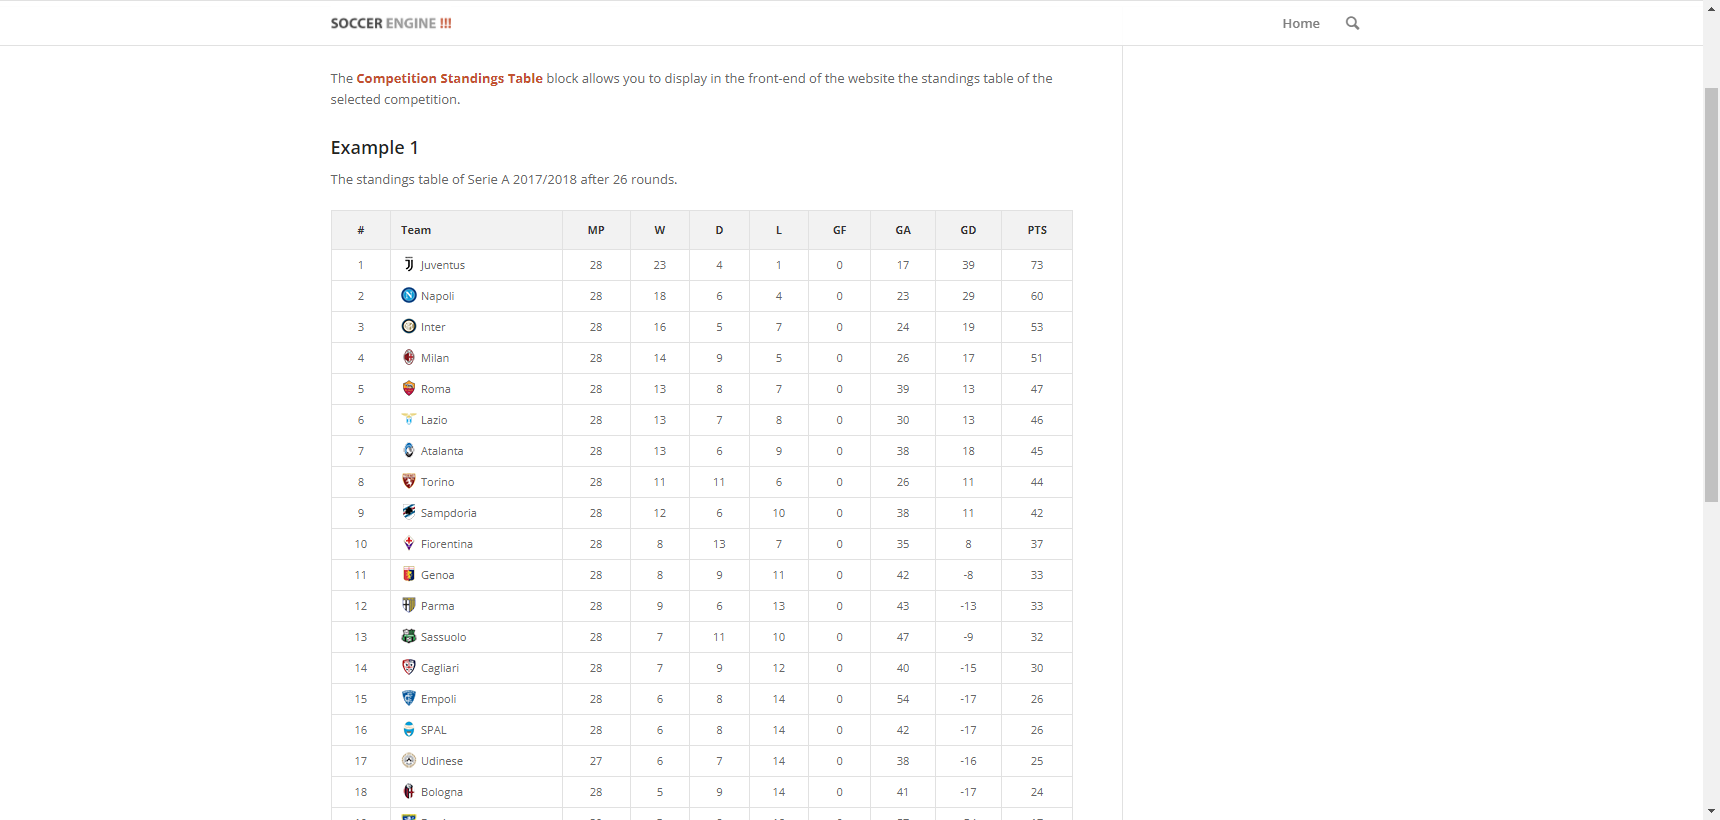 SOCCER ENGINE !!!
Home
The Competition Standings Table block allows you to display in the front-end of the website the standings table of the
selected competition.
Example 1
The standings table of Serie A 2017/2018 after 26 rounds.
# Team MP W D L GF GA GD PTS
1 Juventus 28 23 4 1 0 17 39 73
2 Napoli 28 18 6 4 0 23 29 60
3 Inter 28 16 5 7 0 24 19 53
4 Milan 28 14 9 5 0 26 17 51
5 Roma 28 13 8 7 0 39 13 47
6 Lazio 28 13 7 8 0 30 13 46
7 Atalanta 28 13 6 9 0 38 18 45
8 Torino 28 11 11 6 0 26 11 44
9 Sampdoria 28 12 6 10 0 38 11 42
10 Fiorentina 28 8 13 7 0 35 8 37
11 Genoa 28 8 9 11 0 42 -8 33
12 Parma 28 9 6 13 0 43 -13 33
13 Sassuolo 28 7 11 10 0 47 -9 32
14 Cagliari 28 7 9 12 0 40 -15 30
15 Empoli 28 6 8 14 0 54 -17 26
16 SPAL 28 6 8 14 0 42 -17 26
17 Udinese 27 6 7 14 0 38 -16 25
18 Bologna 28 5 9 14 0 41 -17 24